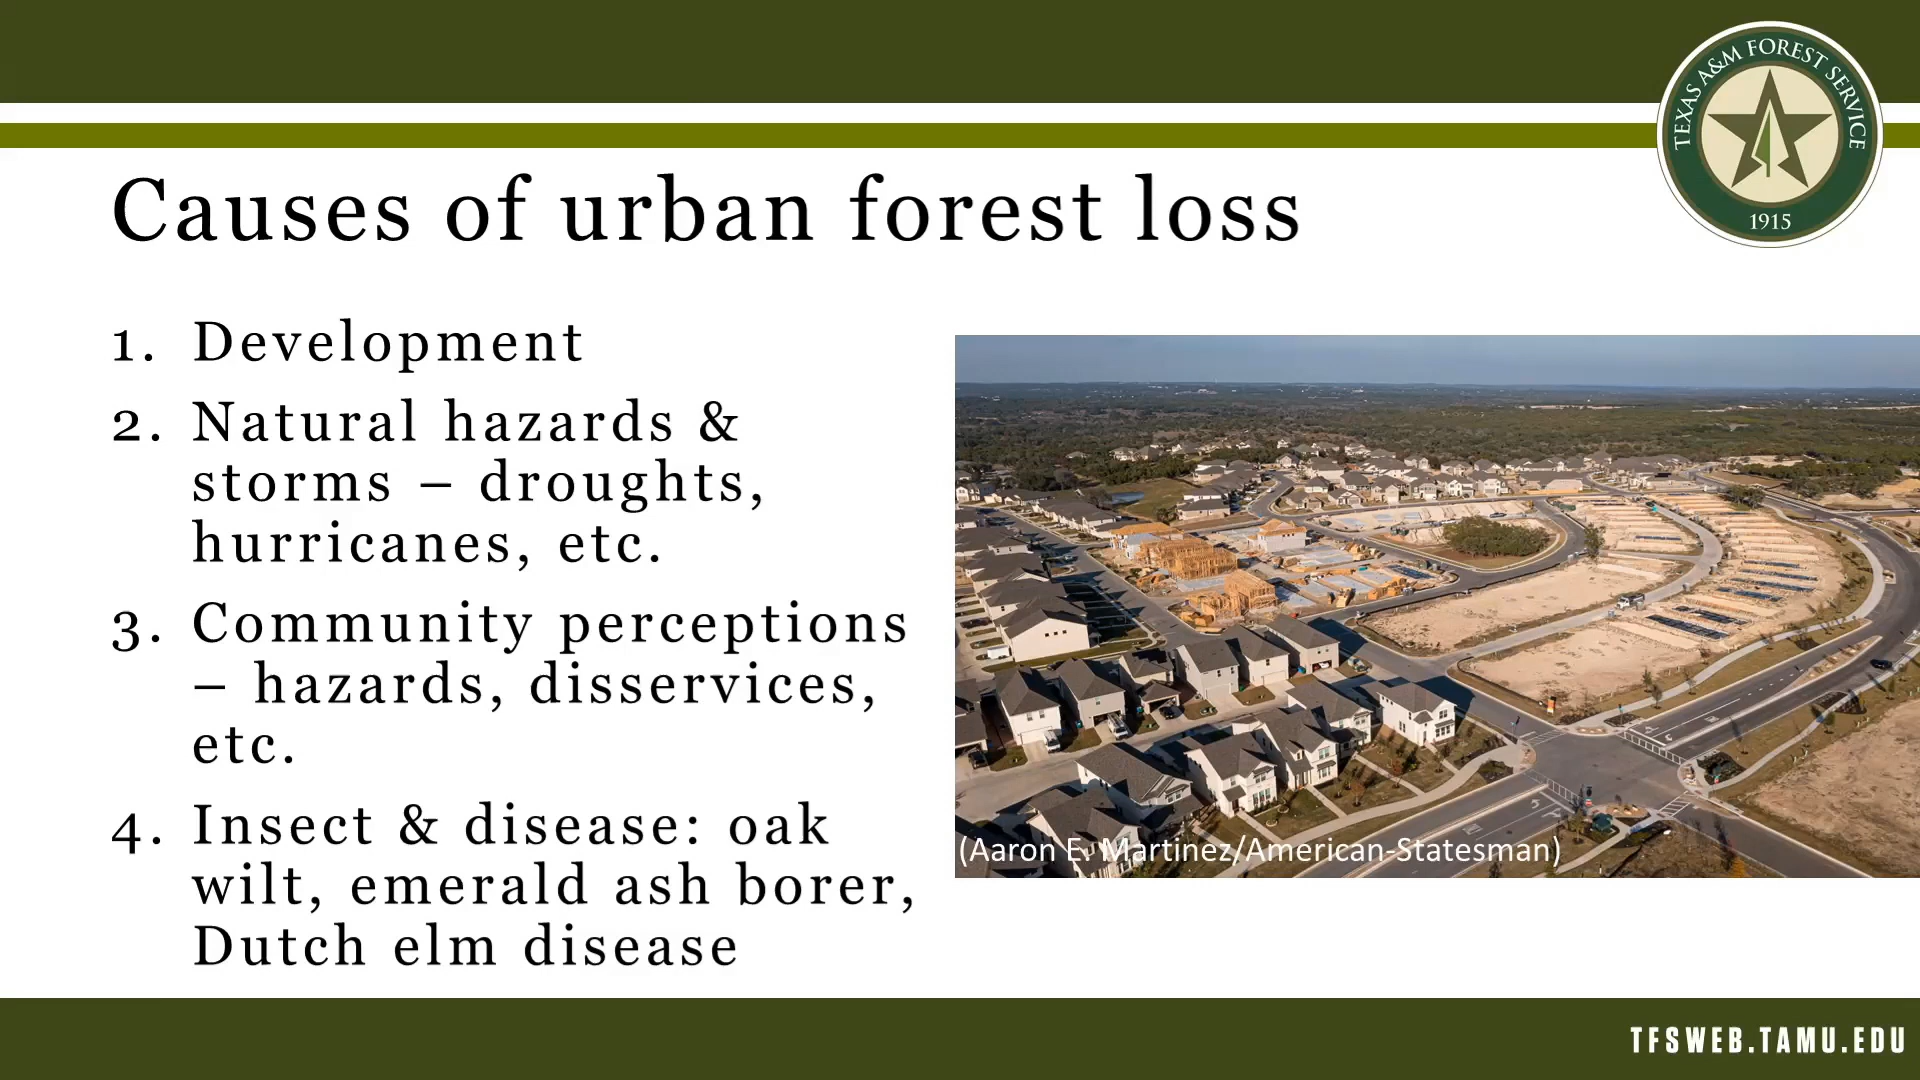 TEXAS A&M FOREST SERVICE
1915
Causes of urban forest loss
1. Development
2. Natural hazards &
storms – droughts,
hurricanes, etc.
3. Community perceptions
– hazards, disservices,
etc.
4. Insect & disease: oak
wilt, emerald ash borer,
Dutch elm disease
(Aaron E. Martinez/American-Statesman)
TFSWEB.TAMU.EDU